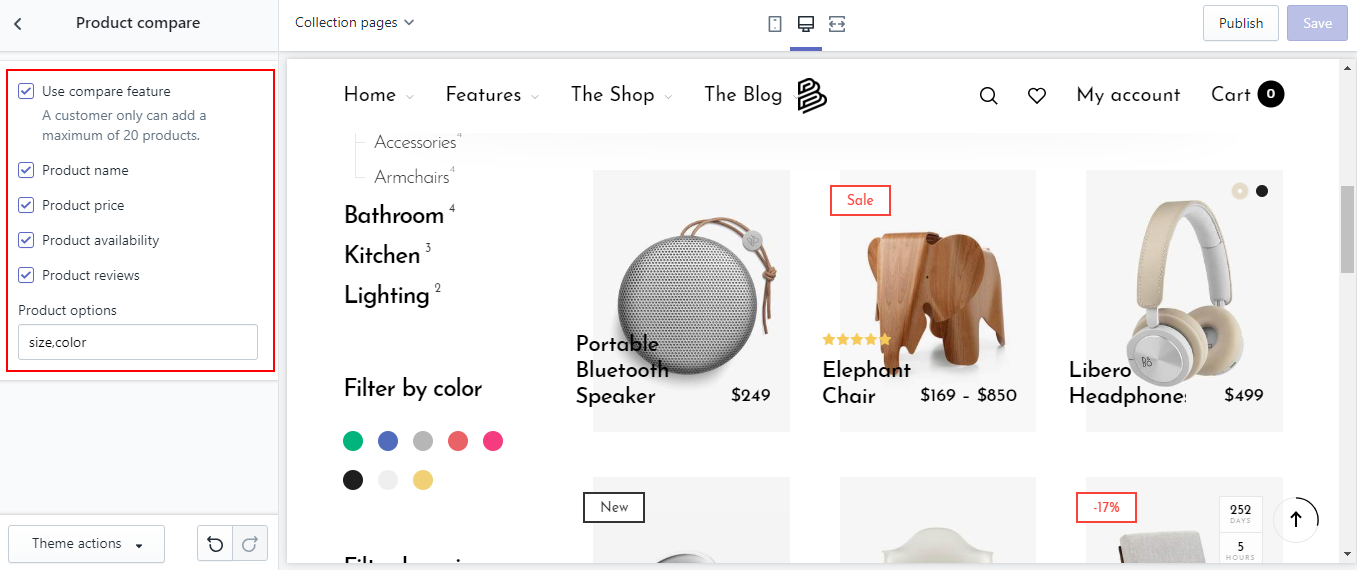 Product compare
Collection pages
Publish
Save
Use compare feature
A customer only can add a
maximum of 20 products.
Product name
Product price
Product availability
Product reviews
Product options
size,color
Theme actions
Home
Features
The Shop
The Blog
My account
Cart 0
Accessories 4
Armchairs 4
Bathroom 4
Kitchen 3
Lighting 2
Filter by color
Portable
Bluetooth
Speaker
$249
Sale
Elephant
Chair
$169 – $850
B&O
Libero
Headphones
$499
New
-17%
252
DAYS
5
HOURS